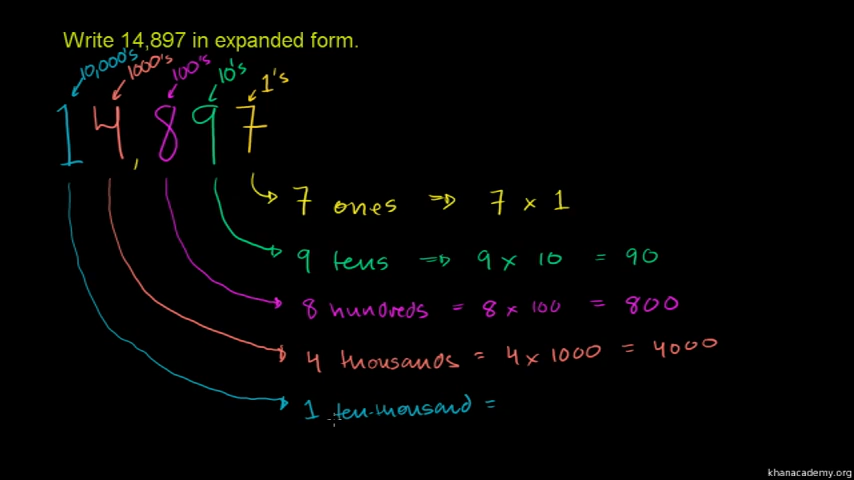 Write 14,897 in expanded form.
10,000's 1000's 100's 10's 1's
14,897
7 ones ⇒ 7 × 1
9 tens ⇒ 9 × 10 = 90
8 hundreds = 8 × 100 = 800
4 thousands = 4 × 1000 = 4000
1 ten-thousand =
khanacademy.org